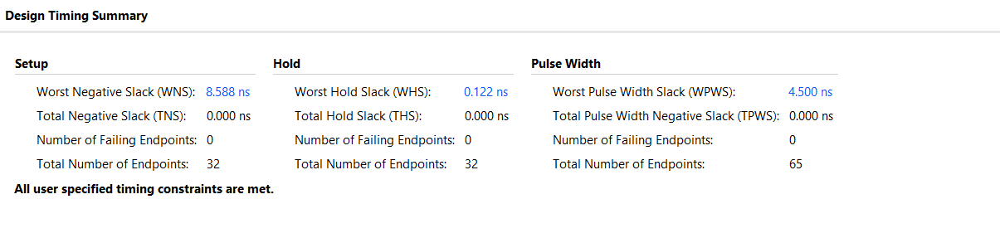 Design Timing Summary
Setup Hold Pulse Width
Worst Negative Slack (WNS): 8.588 ns Worst Hold Slack (WHS): 0.122 ns Worst Pulse Width Slack (WPWS): 4.500 ns
Total Negative Slack (TNS): 0.000 ns Total Hold Slack (THS): 0.000 ns Total Pulse Width Negative Slack (TPWS): 0.000 ns
Number of Failing Endpoints: 0 Number of Failing Endpoints: 0 Number of Failing Endpoints: 0
Total Number of Endpoints: 32 Total Number of Endpoints: 32 Total Number of Endpoints: 65
All user specified timing constraints are met.